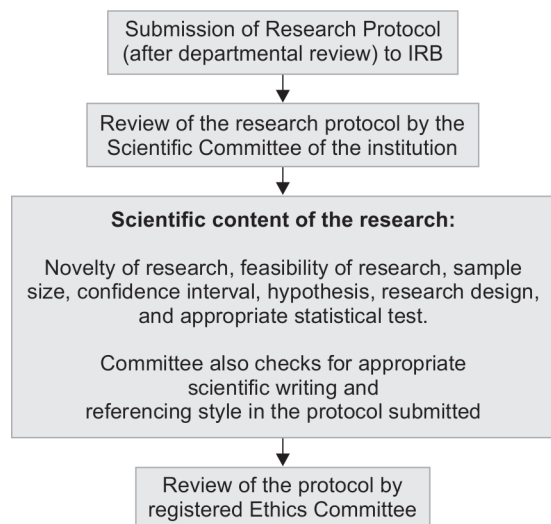 Submission of Research Protocol
(after departmental review) to IRB
Review of the research protocol by the
Scientific Committee of the institution
Scientific content of the research:
Novelty of research, feasibility of research, sample
size, confidence interval, hypothesis, research design,
and appropriate statistical test.
Committee also checks for appropriate
scientific writing and
referencing style in the protocol submitted
Review of the protocol by
registered Ethics Committee